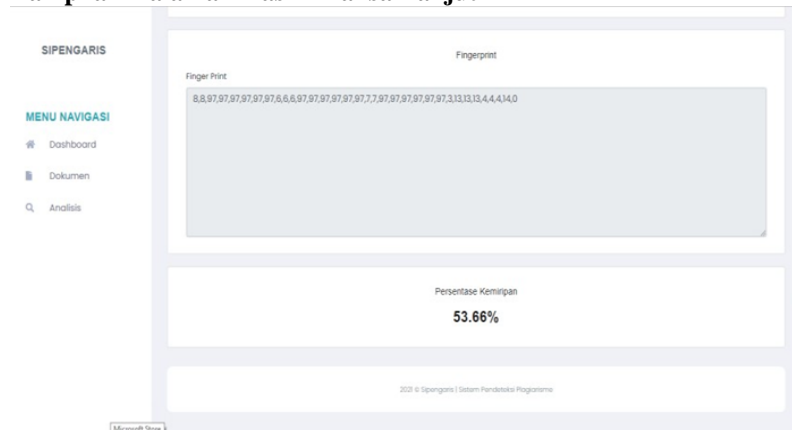 SIPENGARIS
MENU NAVIGASI
Dashboard
Dokumen
Analisis
Fingerprint
Finger Print
8,8,97,97,97,97,97,97,6,6,6,97,97,97,97,97,97,7,7,97,97,97,97,97,97,3,13,13,13,4,4,4,14,0
Persentase Kemiripan
53.66%
2021 © Sipengaris | Sistem Pendeteksi Plagiarisme
Microsoft Store